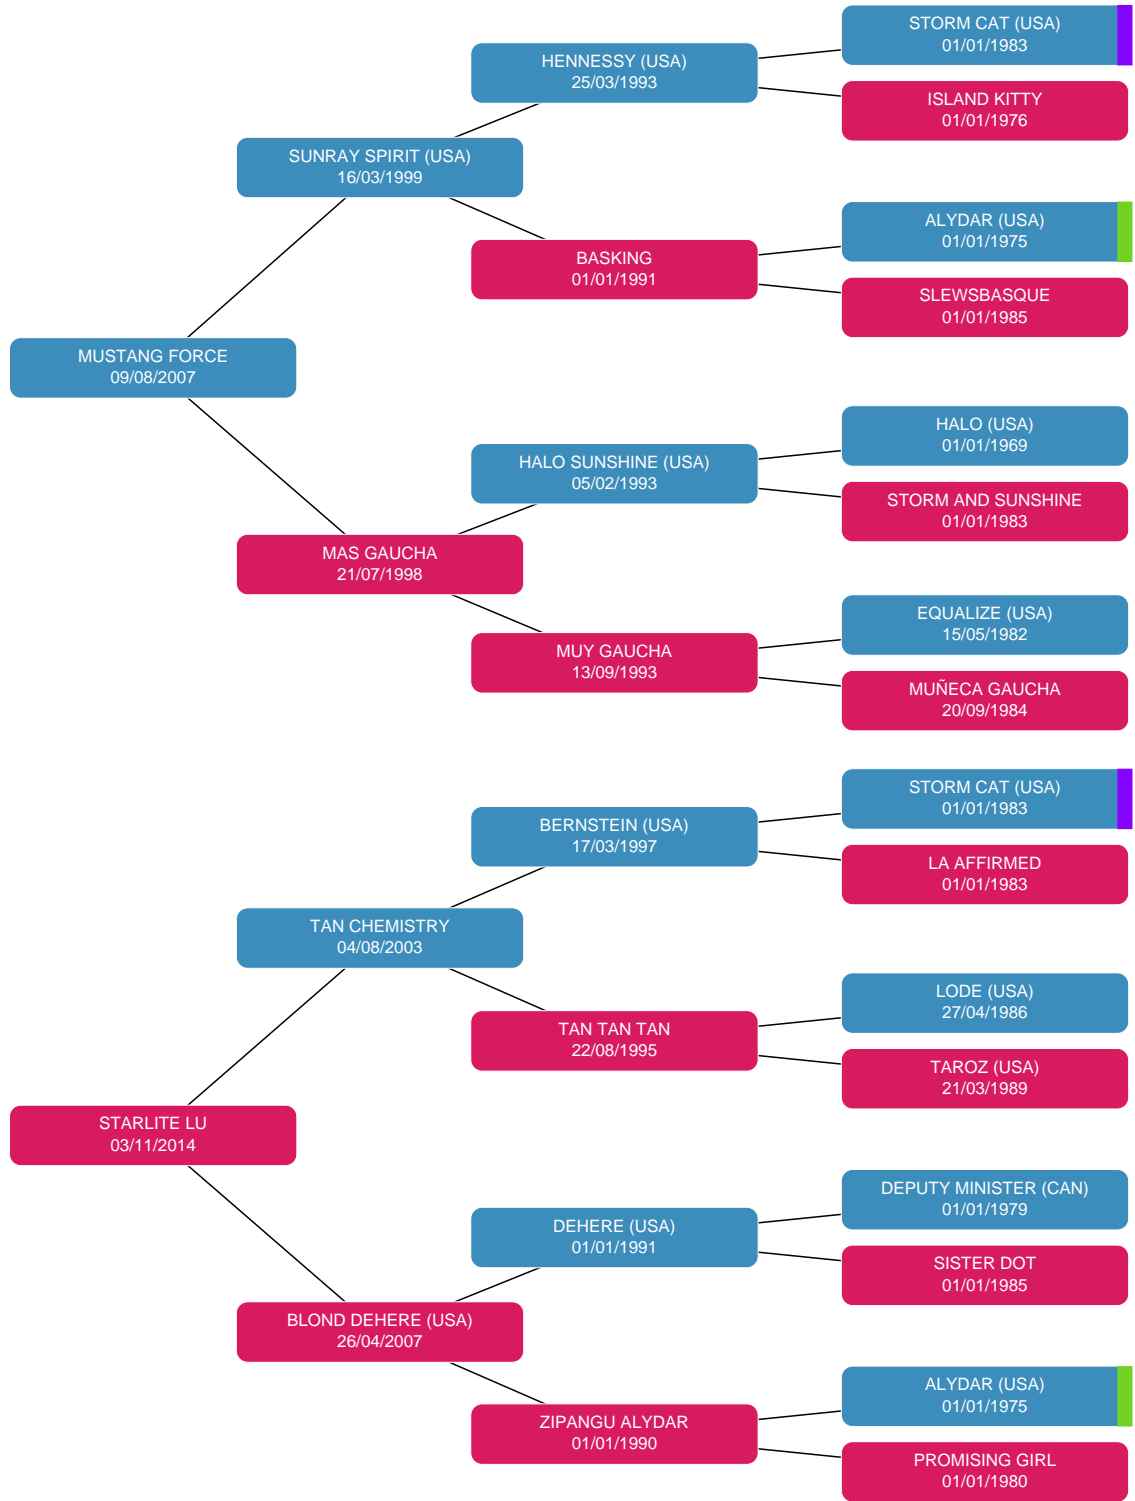 STORM CAT (USA)
01/01/1983
HENNESSY (USA)
25/03/1993
ISLAND KITTY
01/01/1976
SUNRAY SPIRIT (USA)
16/03/1999
ALYDAR (USA)
01/01/1975
BASKING
01/01/1991
SLEWSBASQUE
01/01/1985
MUSTANG FORCE
09/08/2007
HALO (USA)
01/01/1969
HALO SUNSHINE (USA)
05/02/1993
STORM AND SUNSHINE
01/01/1983
MAS GAUCHA
21/07/1998
EQUALIZE (USA)
15/05/1982
MUY GAUCHA
13/09/1993
MUÑECA GAUCHA
20/09/1984
STORM CAT (USA)
01/01/1983
BERNSTEIN (USA)
17/03/1997
LA AFFIRMED
01/01/1983
TAN CHEMISTRY
04/08/2003
LODE (USA)
27/04/1986
TAN TAN TAN
22/08/1995
TAROZ (USA)
21/03/1989
STARLITE LU
03/11/2014
DEPUTY MINISTER (CAN)
01/01/1979
DEHERE (USA)
01/01/1991
SISTER DOT
01/01/1985
BLOND DEHERE (USA)
26/04/2007
ALYDAR (USA)
01/01/1975
ZIPANGU ALYDAR
01/01/1990
PROMISING GIRL
01/01/1980